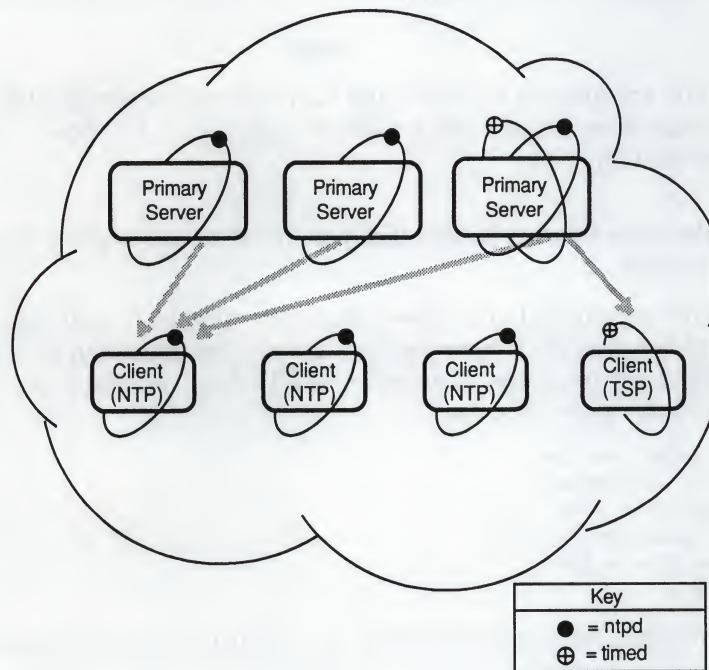 Primary
Server
Primary
Server
Primary
Server
Client
(NTP)
Client
(NTP)
Client
(NTP)
Client
(TSP)
Key
= ntpd
= timed